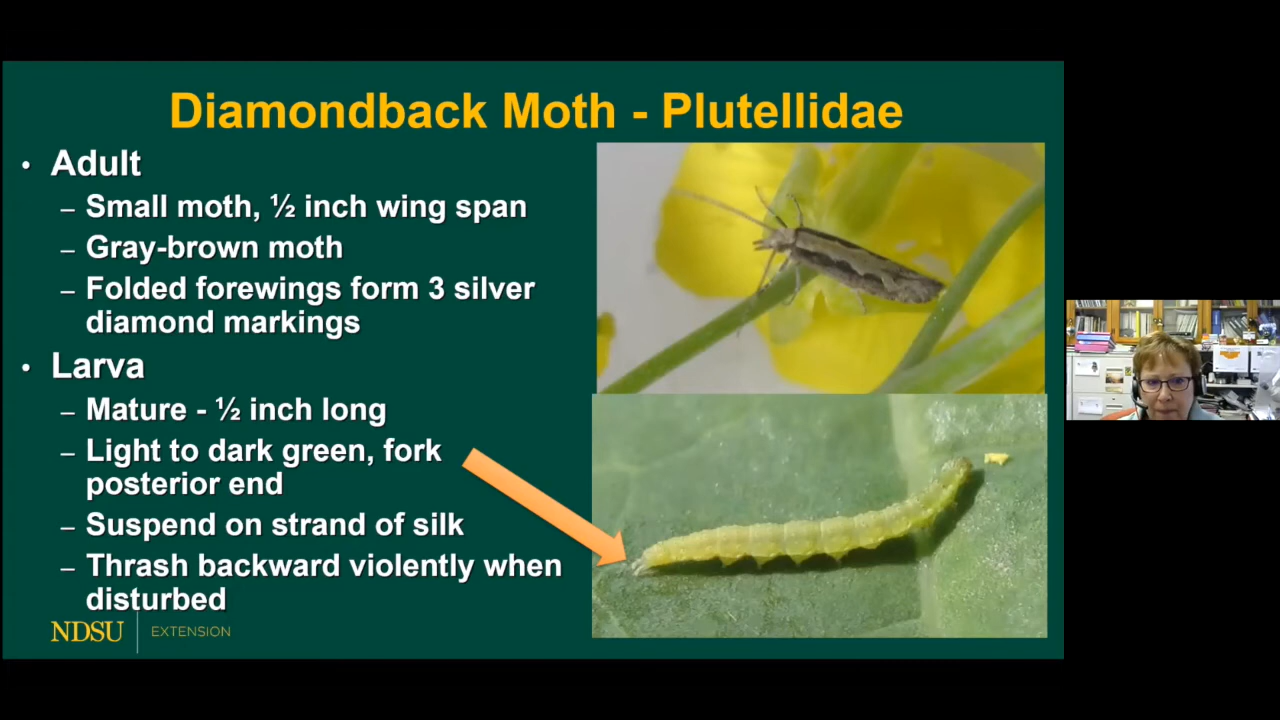 Diamondback Moth - Plutellidae
• Adult
– Small moth, ½ inch wing span
– Gray-brown moth
– Folded forewings form 3 silver
diamond markings
• Larva
– Mature - ½ inch long
– Light to dark green, fork
posterior end
– Suspend on strand of silk
– Thrash backward violently when
disturbed
NDSU EXTENSION